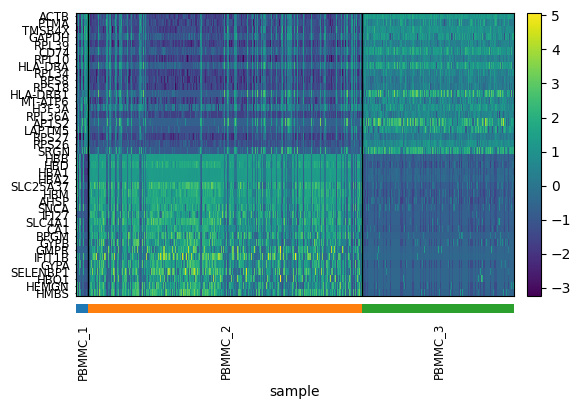 ACTB
PTMA
TMSB4X
GAPDH
RPL39
CD74
RPL10
HLA-DRA
RPL34
RPS8
RPS18
HLA-DRB1
MT-ATP6
H3F3A
RPL36A
AP1S2
LAPTM5
RPS27
RPS26
SRGN
HBB
HBD
HBA1
HBA2
SLC25A37
HBM
AHSP
SNCA
IFI27
SLC4A1
CA1
BPGM
GYPB
GMPR
IFIT1B
GYPA
SELENBP1
HBQ1
HEMGN
HMBS
5
4
3
2
1
0
−1
−2
−3
PBMMC_1
PBMMC_2
PBMMC_3
sample